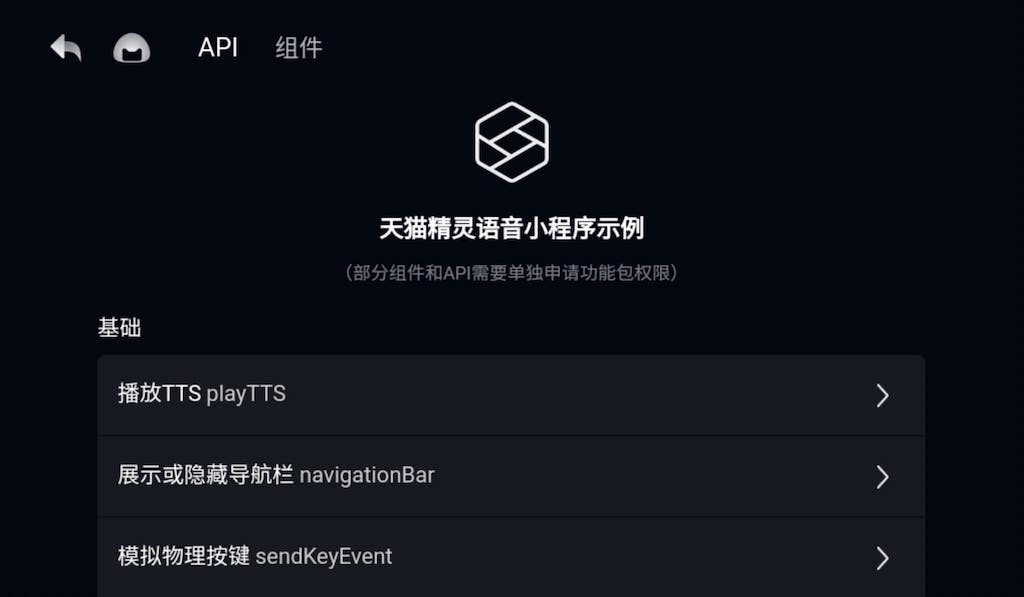 API 组件
天猫精灵语音小程序示例
（部分组件和API需要单独申请功能包权限）
基础
播放TTS playTTS
展示或隐藏导航栏 navigationBar
模拟物理按键 sendKeyEvent